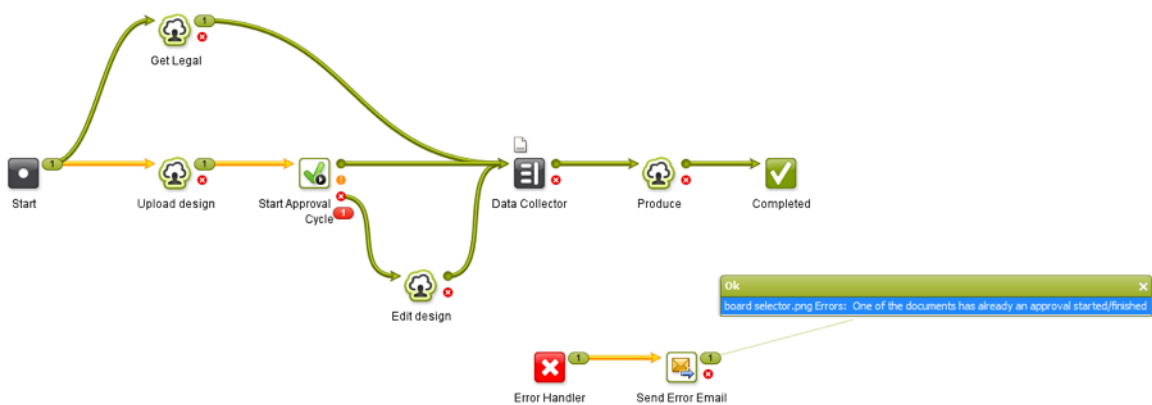 1
Get Legal
1
Start
1
Upload design
Start Approval
Cycle
1
Data Collector
Produce
Completed
Edit design
Ok
board selector.png Errors: One of the documents has already an approval started/finished
1
Error Handler
1
Send Error Email